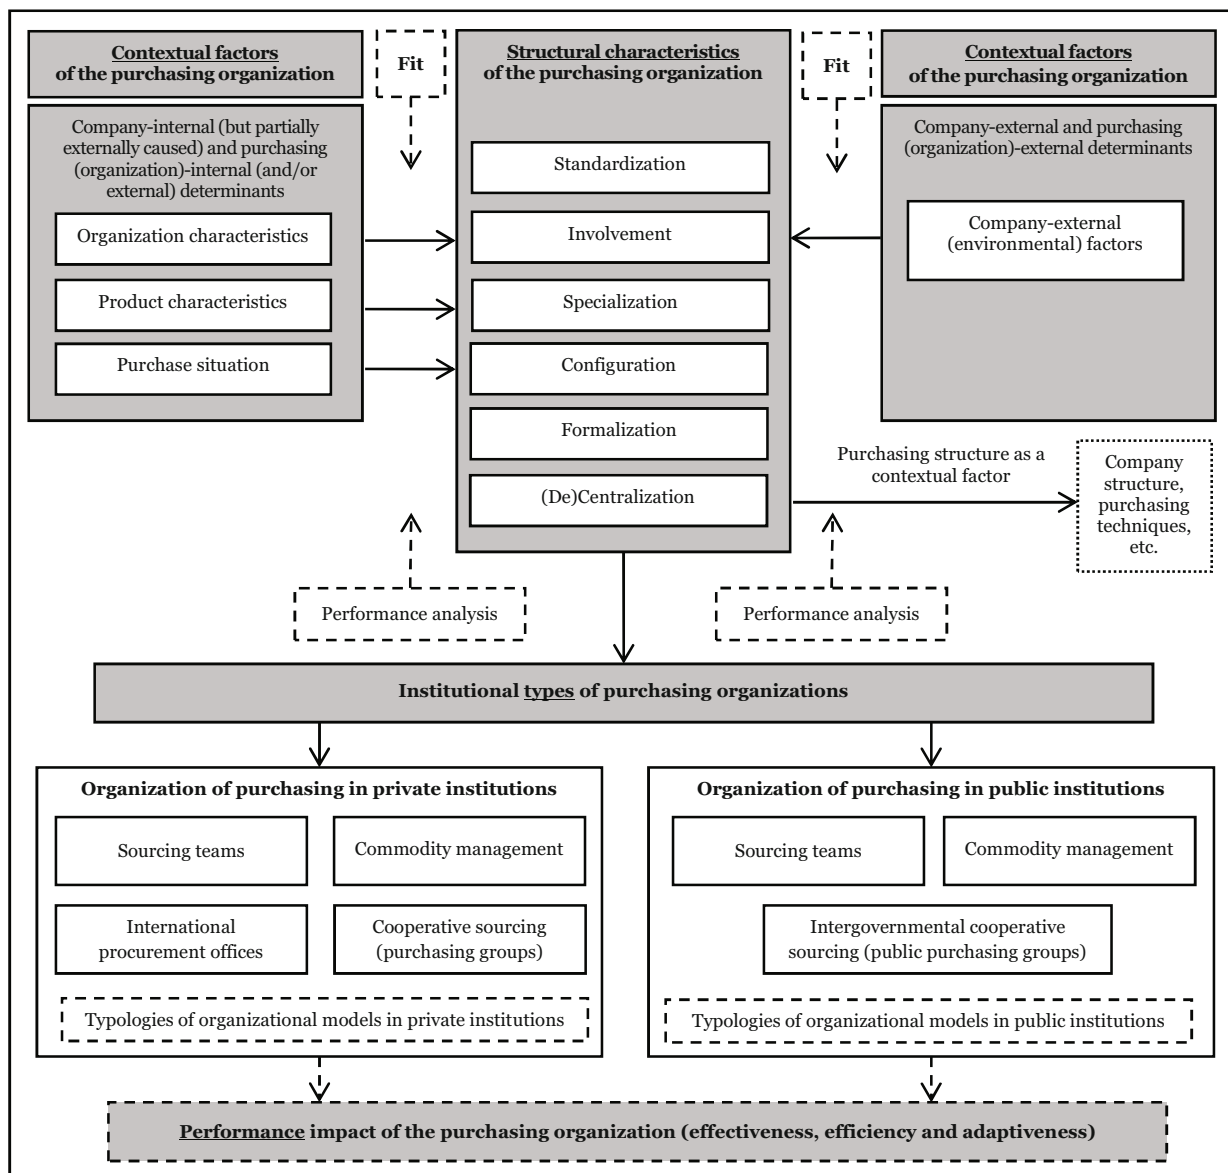 Contextual factors
of the purchasing organization
Fit
Structural characteristics
of the purchasing organization
Fit
Contextual factors
of the purchasing organization
Company-internal (but partially
externally caused) and purchasing
(organization)-internal (and/or
external) determinants
Organization characteristics
Product characteristics
Purchase situation
Standardization
Involvement
Specialization
Configuration
Formalization
(De)Centralization
Company-external and purchasing
(organization)-external determinants
Company-external
(environmental) factors
Purchasing structure as a
contextual factor
Company
structure,
purchasing
techniques,
etc.
Performance analysis
Performance analysis
Institutional types of purchasing organizations
Organization of purchasing in private institutions
Sourcing teams
Commodity management
International
procurement offices
Cooperative sourcing
(purchasing groups)
Typologies of organizational models in private institutions
Organization of purchasing in public institutions
Sourcing teams
Commodity management
Intergovernmental cooperative
sourcing (public purchasing groups)
Typologies of organizational models in public institutions
Performance impact of the purchasing organization (effectiveness, efficiency and adaptiveness)